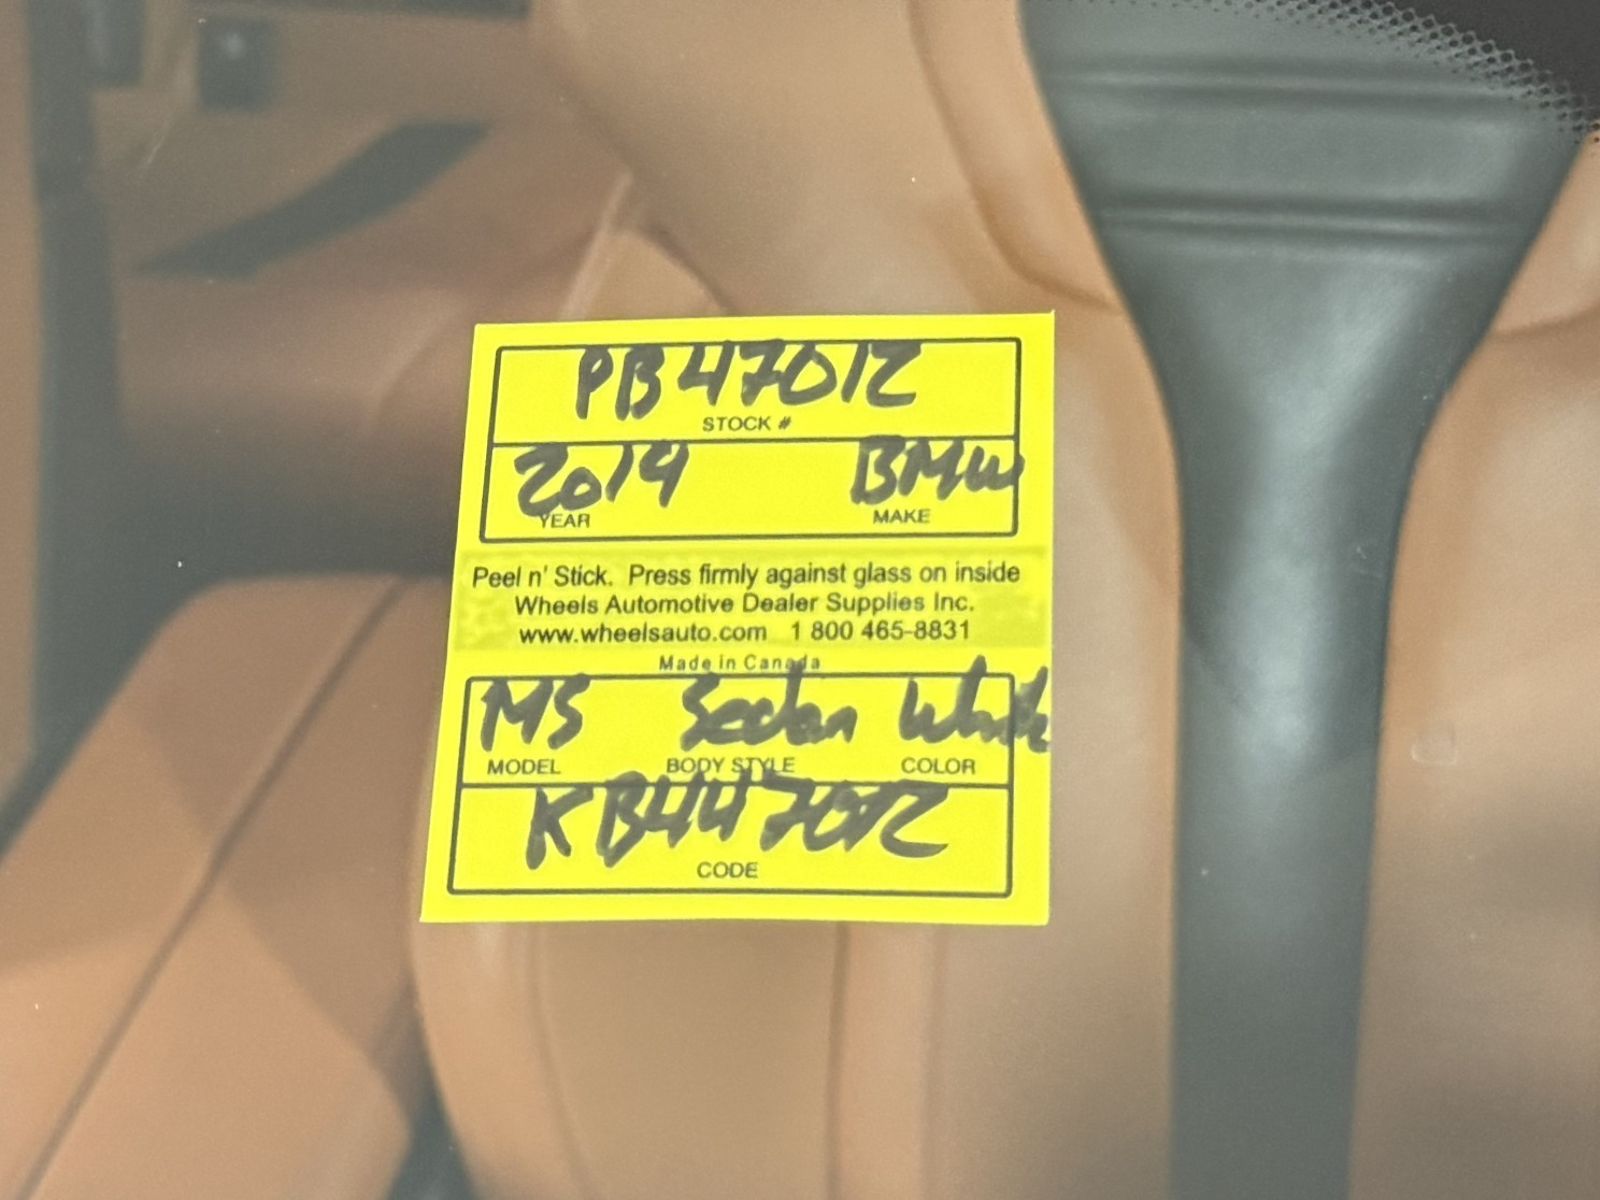 PB47012
STOCK #
2019 BMW
YEAR MAKE
Peel n' Stick. Press firmly against glass on inside
Wheels Automotive Dealer Supplies Inc.
www.wheelsauto.com 1 800 465-8831
Made in Canada
M5 Sedan White
MODEL BODY STYLE COLOR
KB447012
CODE